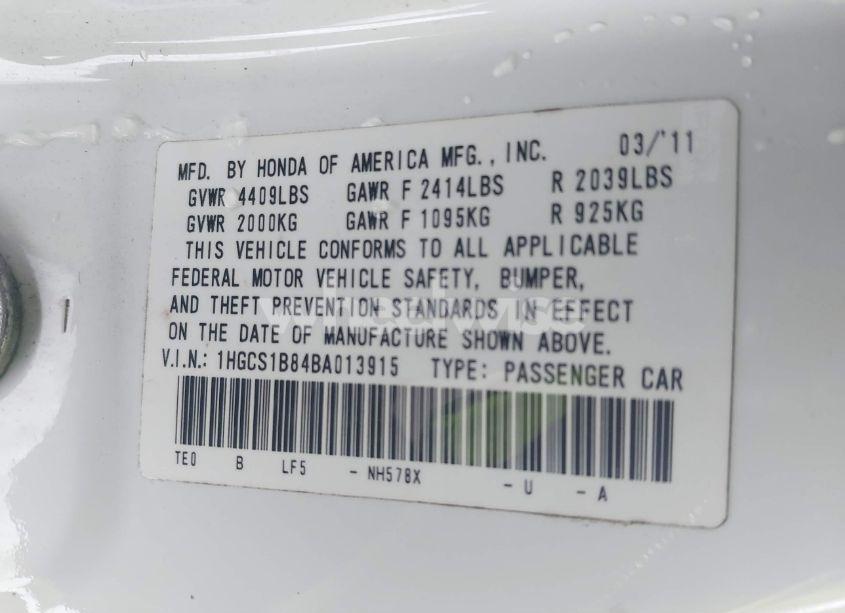 MFD. BY HONDA OF AMERICA MFG., INC. 03/'11
GVWR 4409LBS GAWR F 2414LBS R 2039LBS
GVWR 2000KG GAWR F 1095KG R 925KG
THIS VEHICLE CONFORMS TO ALL APPLICABLE
FEDERAL MOTOR VEHICLE SAFETY, BUMPER,
AND THEFT PREVENTION STANDARDS IN EFFECT
ON THE DATE OF MANUFACTURE SHOWN ABOVE.
V.I.N.: 1HGCS1B84BA013915 TYPE: PASSENGER CAR
TE0 B LF5 - NH578X - U - A